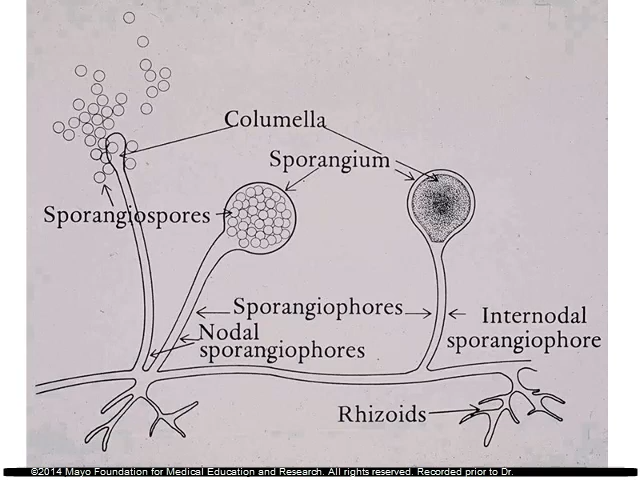 Columella
Sporangium
Sporangiospores
Sporangiophores
Nodal
sporangiophores
Internodal
sporangiophore
Rhizoids
©2014 Mayo Foundation for Medical Education and Research. All rights reserved. Recorded prior to Dr.